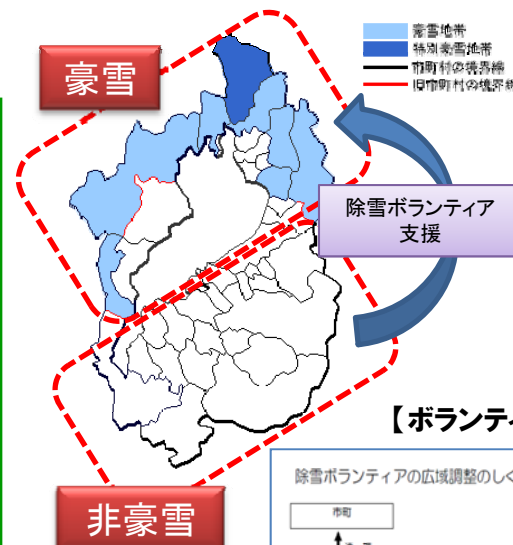 豪雪
豪雪地帯
特別豪雪地帯
市町村の境界線
旧市町村の境界線
除雪ボランティア
支援
【ボランティ
除雪ボランティアの広域調整のしく
市町
非豪雪